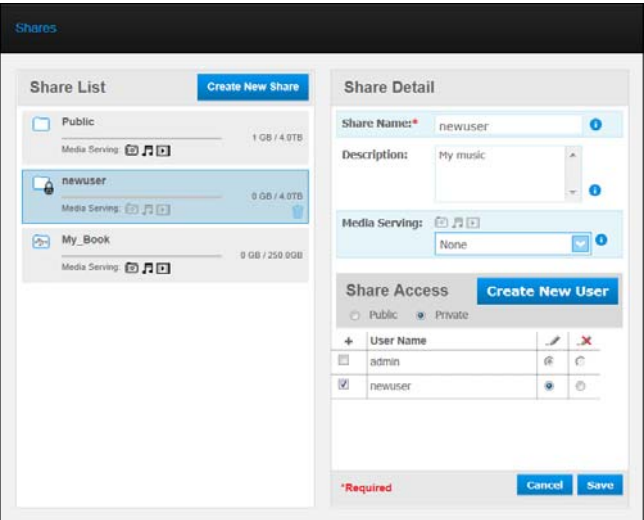 Shares
Share List
Create New Share
Public
1 GB / 4.0TB
Media Serving:
newuser
0 GB / 4.0TB
Media Serving:
My_Book
0 GB / 250.0GB
Media Serving:
Share Detail
Share Name:*
newuser
Description:
My music
Media Serving:
None
Share Access
Create New User
Public
Private
+ User Name
admin
newuser
*Required
Cancel
Save